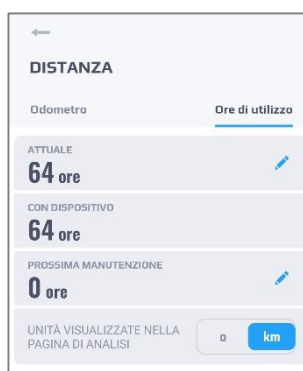 DISTANZA
Odometro Ore di utilizzo
ATTUALE
64 ore
CON DISPOSITIVO
64 ore
PROSSIMA MANUTENZIONE
0 ore
UNITÀ VISUALIZZATE NELLA
PAGINA DI ANALISI
o km